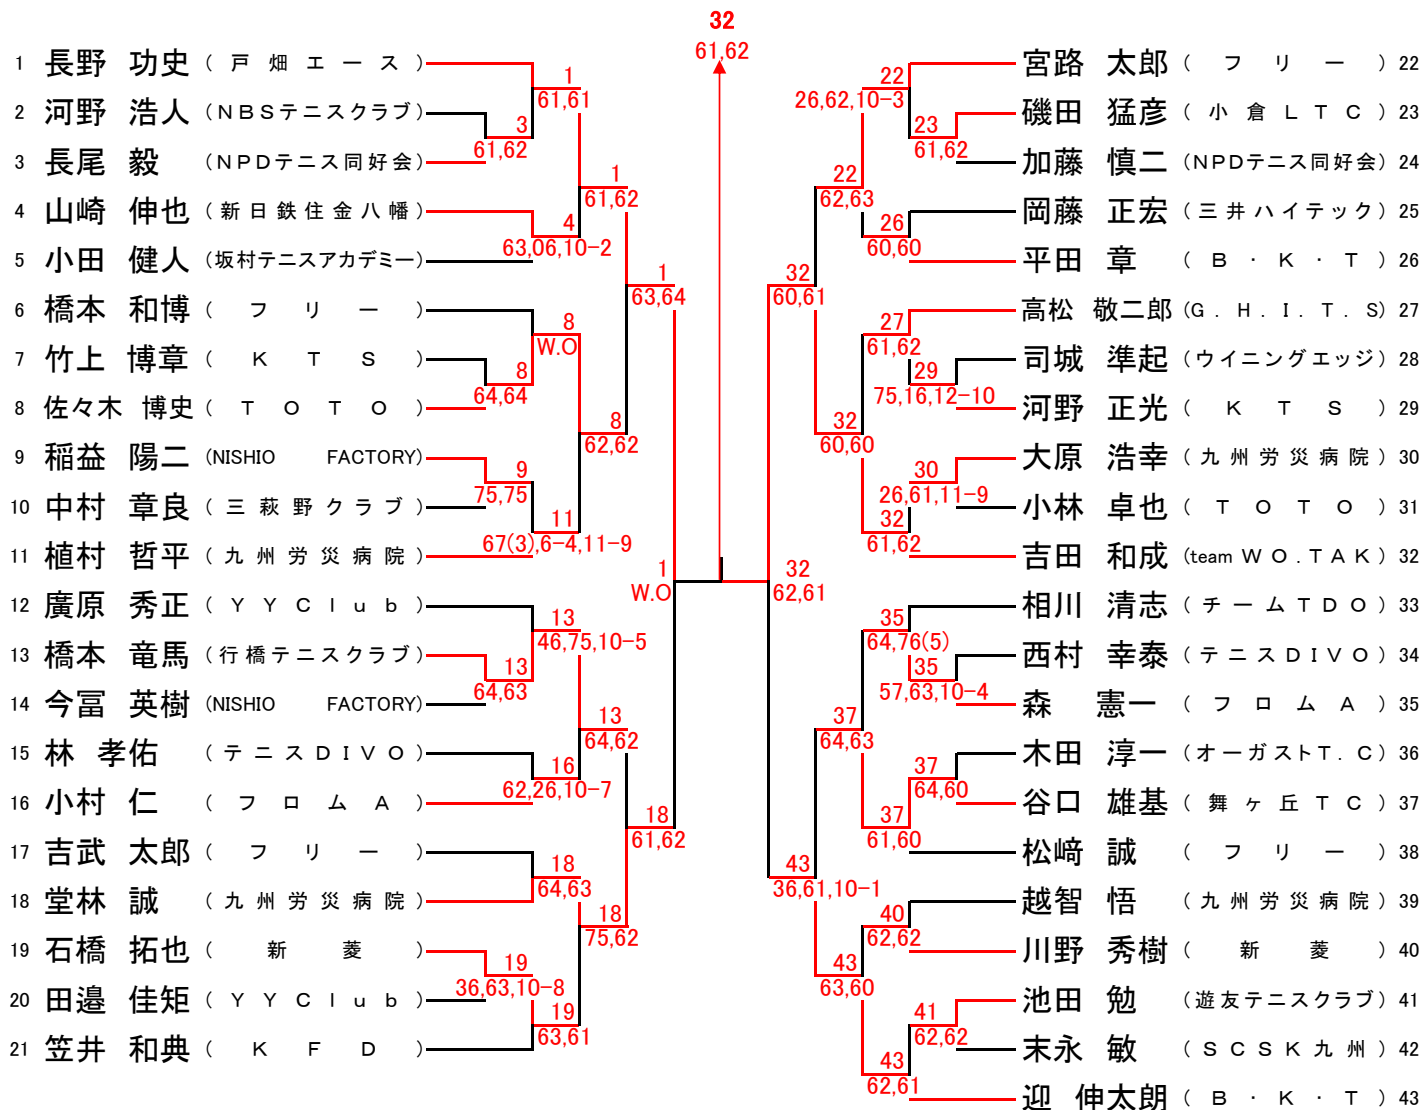 32
61,62
1 長野 功史 (戸畑エース)
2 河野 浩人 (NBSテニスクラブ)
3 長尾 毅 (NPDテニス同好会)
4 山崎 伸也 (新日鉄住金八幡)
5 小田 健人 (坂村テニスアカデミー)
6 橋本 和博 (フリー)
7 竹上 博章 (KTS)
8 佐々木 博史 (TOTO)
9 稲益 陽二 (NISHIO FACTORY)
10 中村 章良 (三萩野クラブ)
11 植村 哲平 (九州労災病院)
12 廣原 秀正 (YYClub)
13 橋本 竜馬 (行橋テニスクラブ)
14 今冨 英樹 (NISHIO FACTORY)
15 林 孝佑 (テニスDIVO)
16 小村 仁 (フロムA)
17 吉武 太郎 (フリー)
18 堂林 誠 (九州労災病院)
19 石橋 拓也 (新菱)
20 田邉 佳矩 (YYClub)
21 笠井 和典 (KFD)
3
61,62
8
64,64
9
75,75
13
64,63
19
36,63,10-8
1
61,61
4
63,06,10-2
8
W.O
11
67(3),6-4,11-9
13
46,75,10-5
16
62,26,10-7
18
64,63
19
63,61
1
61,62
8
62,62
13
64,62
18
75,62
1
63,64
18
61,62
1
W.O
32
62,61
32
60,61
43
36,61,10-1
22
62,63
32
60,60
37
64,63
43
63,60
22
26,62,10-3
26
60,60
27
61,62
32
61,62
35
64,76(5)
37
61,60
40
62,62
43
62,61
23
61,62
29
75,16,12-10
30
26,61,11-9
35
57,63,10-4
37
64,60
41
62,62
宮路 太郎 (フリー) 22
磯田 猛彦 (小倉LTC) 23
加藤 慎二 (NPDテニス同好会) 24
岡藤 正宏 (三井ハイテック) 25
平田 章 (B・K・T) 26
高松 敬二郎 (G.H.I.T.S) 27
司城 準起 (ウイニングエッジ) 28
河野 正光 (KTS) 29
大原 浩幸 (九州労災病院) 30
小林 卓也 (TOTO) 31
吉田 和成 (team WO.TAK) 32
相川 清志 (チームTDO) 33
西村 幸泰 (テニスDIVO) 34
森 憲一 (フロムA) 35
木田 淳一 (オーガストT.C) 36
谷口 雄基 (舞ヶ丘TC) 37
松﨑 誠 (フリー) 38
越智 悟 (九州労災病院) 39
川野 秀樹 (新菱) 40
池田 勉 (遊友テニスクラブ) 41
末永 敏 (SCSK九州) 42
迎 伸太朗 (B・K・T) 43